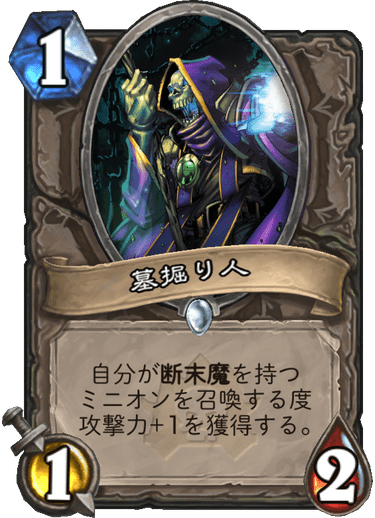 1
墓掘り人
自分が断末魔を持つ
ミニオンを召喚する度
攻撃力+1を獲得する。
1
2